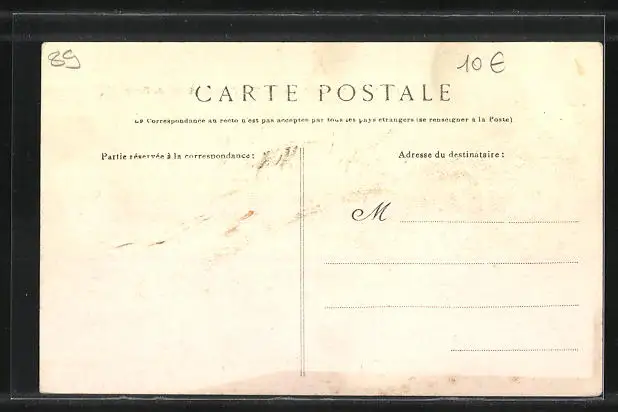 89 10 €
CARTE POSTALE
La Correspondance au recto n'est pas acceptée par tous les pays étrangers (se renseigner à la Poste)
Partie réservée à la correspondance :
Adresse du destinataire :
M